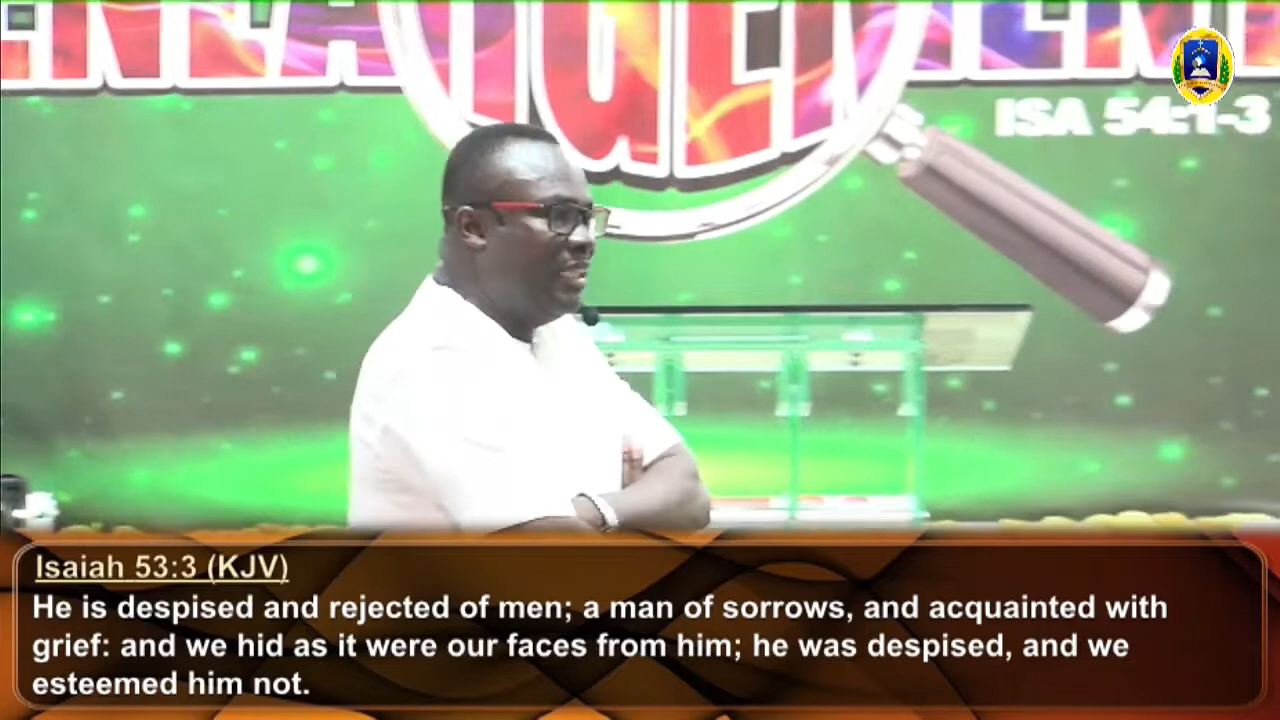 ISA 54:1-3
Isaiah 53:3 (KJV)
He is despised and rejected of men; a man of sorrows, and acquainted with
grief: and we hid as it were our faces from him; he was despised, and we
esteemed him not.